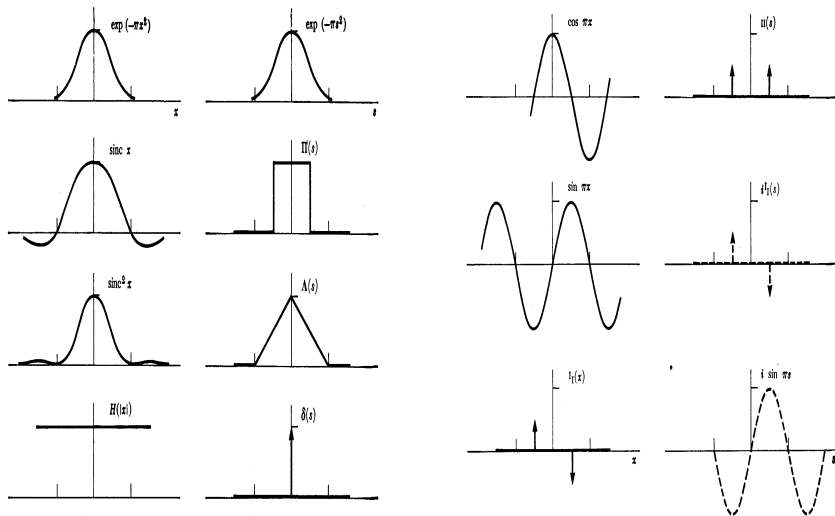 exp (−πx²)
exp (−πs²)
x
s
sinc x
Π(s)
sinc² x
Λ(s)
H(|x|)
δ(s)
cos πx
II(s)
sin πx
iI_I(s)
I_I(x)
x
i sin πs
s